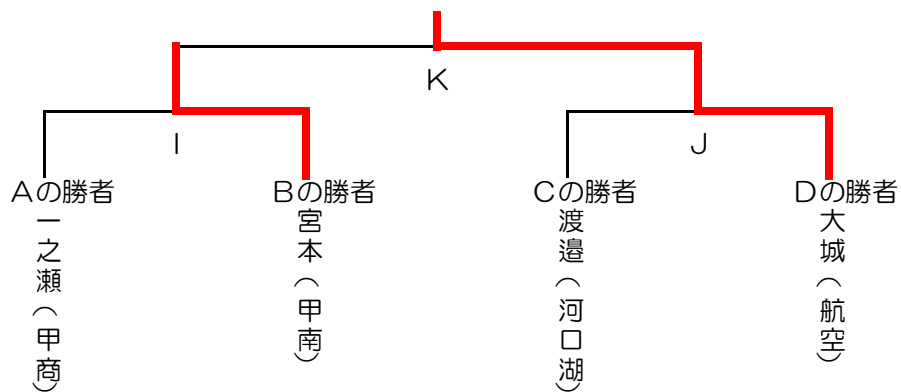 K
I
J
Aの勝者
Bの勝者
Cの勝者
Dの勝者
一之瀬（甲商）
宮本（甲南）
渡邉（河口湖）
大城（航空）